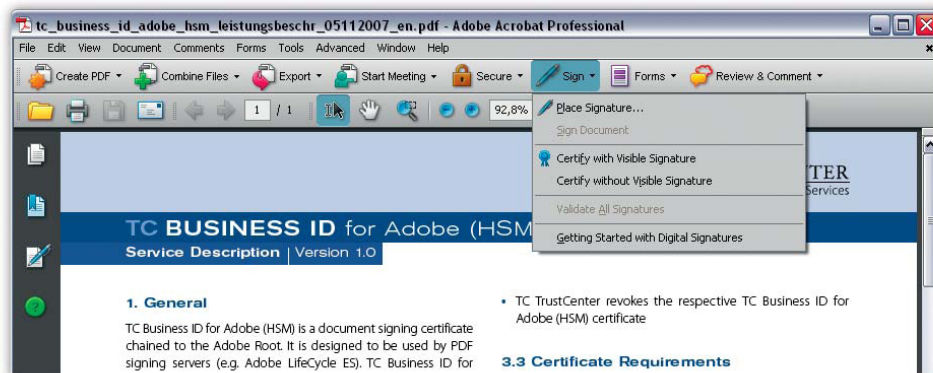 tc_business_id_adobe_hsm_leistungsbeschr_05112007_en.pdf - Adobe Acrobat Professional
File Edit View Document Comments Forms Tools Advanced Window Help
Create PDF Combine Files Export Start Meeting Secure Sign Forms Review & Comment
1 / 1 92,8%
Place Signature...
Sign Document
Certify with Visible Signature
Certify without Visible Signature
Validate All Signatures
Getting Started with Digital Signatures
TER
Services
TC BUSINESS ID for Adobe (HSM
Service Description | Version 1.0
1. General
TC Business ID for Adobe (HSM) is a document signing certificate
chained to the Adobe Root. It is designed to be used by PDF
signing servers (e.g. Adobe LifeCycle ES). TC Business ID for
• TC TrustCenter revokes the respective TC Business ID for
Adobe (HSM) certificate
3.3 Certificate Requirements